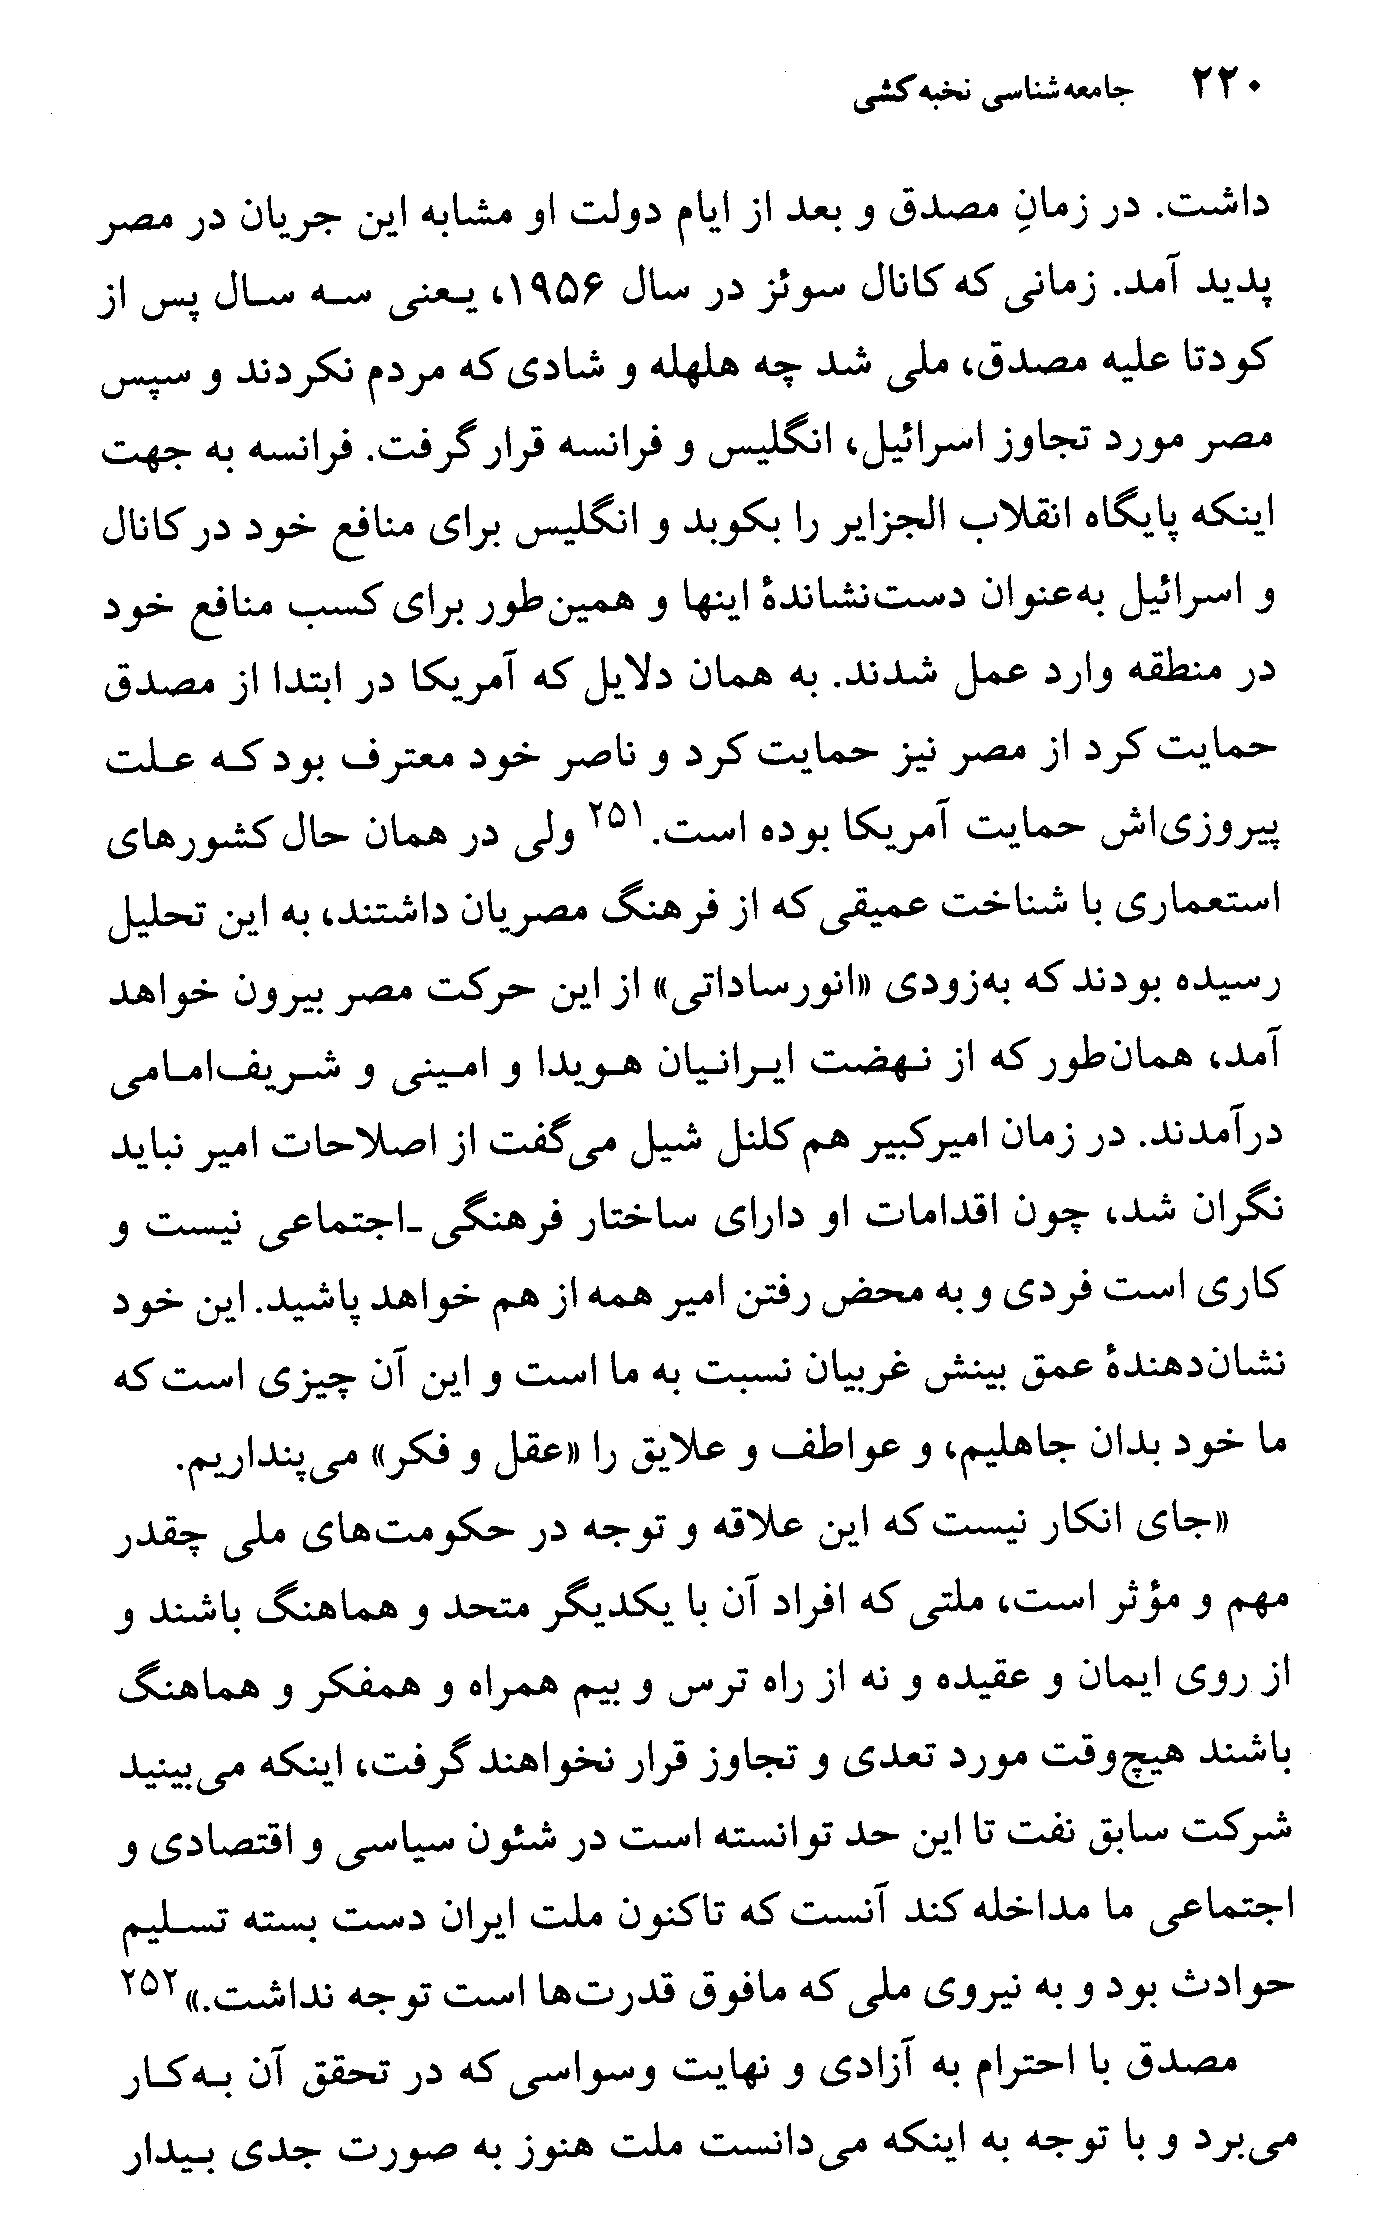 ۲۲۰ جامعه‌شناسی نخبه‌کشی
داشت. در زمانِ مصدق و بعد از ایام دولت او مشابه این جریان در مصر
پدید آمد. زمانی که کانال سوئز در سال ۱۹۵۶، یعنی سه سال پس از
کودتا علیه مصدق، ملی شد چه هلهله و شادی که مردم نکردند و سپس
مصر مورد تجاوز اسرائیل، انگلیس و فرانسه قرار گرفت. فرانسه به جهت
اینکه پایگاه انقلاب الجزایر را بکوبد و انگلیس برای منافع خود در کانال
و اسرائیل به‌عنوان دست‌نشاندهٔ اینها و همین‌طور برای کسب منافع خود
در منطقه وارد عمل شدند. به همان دلایل که آمریکا در ابتدا از مصدق
حمایت کرد از مصر نیز حمایت کرد و ناصر خود معترف بود که علت
پیروزی‌اش حمایت آمریکا بوده است.۲۵۱ ولی در همان حال کشورهای
استعماری با شناخت عمیقی که از فرهنگ مصریان داشتند، به این تحلیل
رسیده بودند که به‌زودی «انورساداتی» از این حرکت مصر بیرون خواهد
آمد، همان‌طور که از نهضت ایرانیان هویدا و امینی و شریف‌امامی
درآمدند. در زمان امیرکبیر هم کلنل شیل می‌گفت از اصلاحات امیر نباید
نگران شد، چون اقدامات او دارای ساختار فرهنگی ـ‌اجتماعی نیست و
کاری است فردی و به محض رفتن امیر همه از هم خواهد پاشید. این خود
نشان‌دهندهٔ عمق بینش غربیان نسبت به ما است و این آن چیزی است که
ما خود بدان جاهلیم، و عواطف و علایق را «عقل و فکر» می‌پنداریم.
«جای انکار نیست که این علاقه و توجه در حکومت‌های ملی چقدر
مهم و مؤثر است، ملتی که افراد آن با یکدیگر متحد و هماهنگ باشند و
از روی ایمان و عقیده و نه از راه ترس و بیم همراه و همفکر و هماهنگ
باشند هیچ‌وقت مورد تعدی و تجاوز قرار نخواهند گرفت، اینکه می‌بینید
شرکت سابق نفت تا این حد توانسته است در شئون سیاسی و اقتصادی و
اجتماعی ما مداخله کند آنست که تاکنون ملت ایران دست بسته تسلیم
حوادث بود و به نیروی ملی که مافوق قدرت‌ها است توجه نداشت.»۲۵۲
مصدق با احترام به آزادی و نهایت وسواسی که در تحقق آن به‌کار
می‌برد و با توجه به اینکه می‌دانست ملت هنوز به صورت جدی بیدار